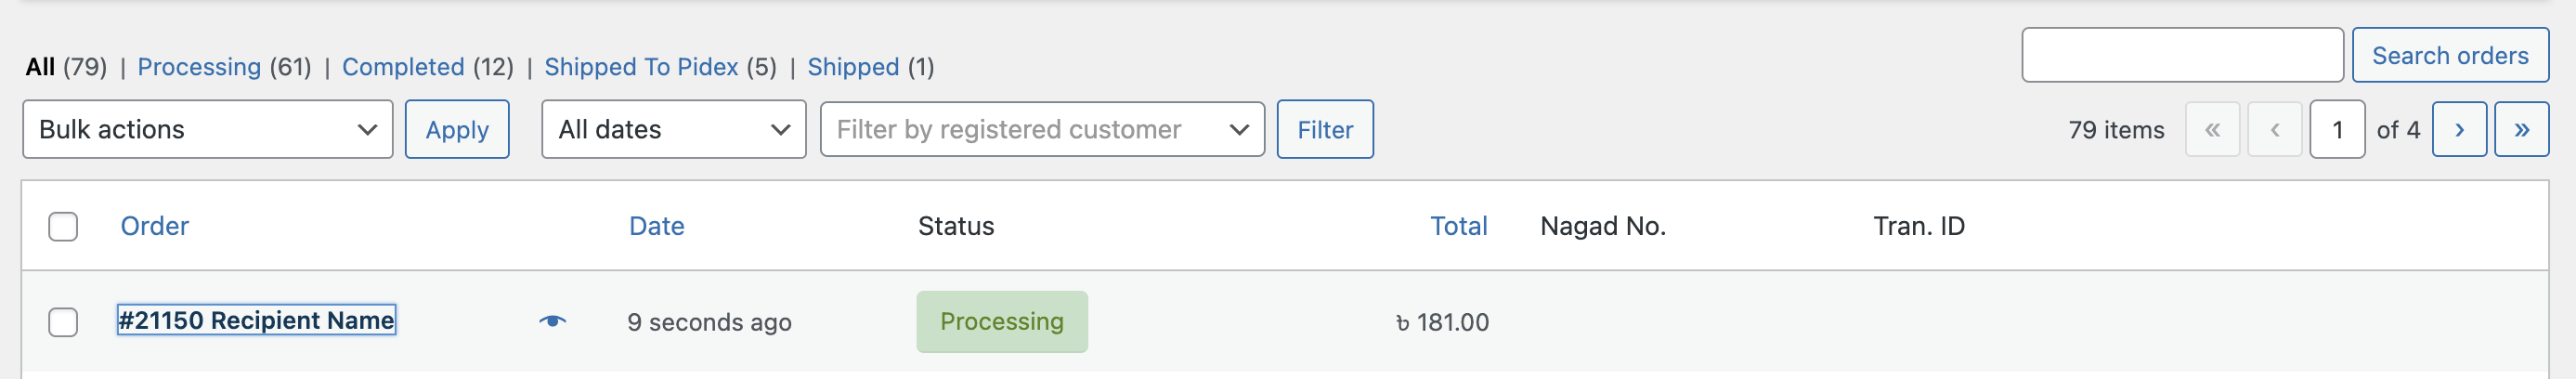 All (79) | Processing (61) | Completed (12) | Shipped To Pidex (5) | Shipped (1)
Search orders
Bulk actions Apply All dates Filter by registered customer Filter 79 items « ‹ 1 of 4 › »
Order Date Status Total Nagad No. Tran. ID
#21150 Recipient Name 9 seconds ago Processing ৳ 181.00